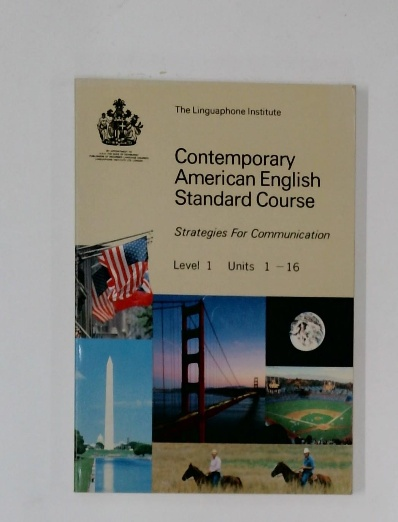 The Linguaphone Institute
Contemporary
American English
Standard Course
Strategies For Communication
Level 1 Units 1 – 16